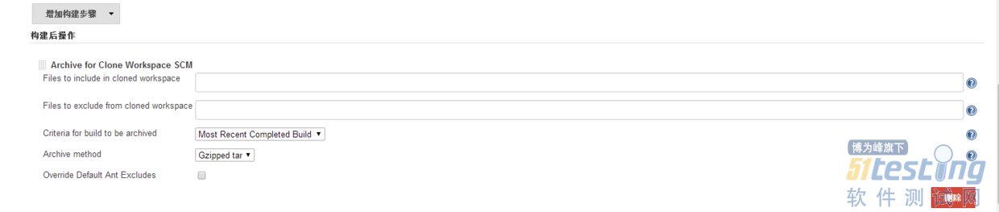 增加构建步骤
构建后操作
Archive for Clone Workspace SCM
Files to include in cloned workspace
Files to exclude from cloned workspace
Criteria for build to be archived
Most Recent Completed Build
Archive method
Gzipped tar
Override Default Ant Excludes
博为峰旗下
51testing
软件测试网
删除